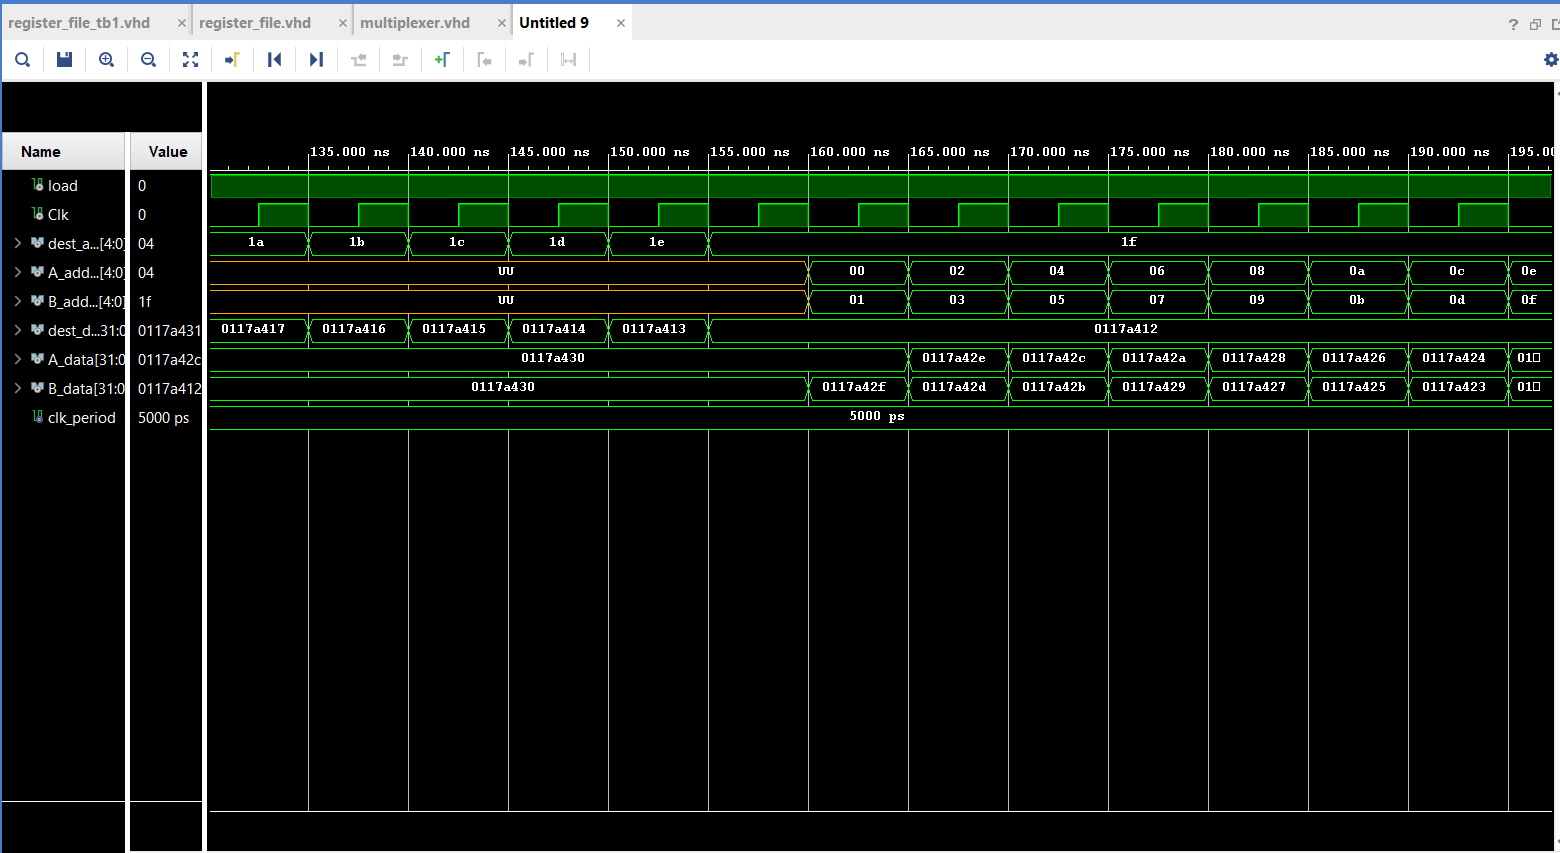 register_file_tb1.vhd × register_file.vhd × multiplexer.vhd × Untitled 9 ×
?
Name Value
135.000 ns 140.000 ns 145.000 ns 150.000 ns 155.000 ns 160.000 ns 165.000 ns 170.000 ns 175.000 ns 180.000 ns 185.000 ns 190.000 ns 195.00
load 0
Clk 0
dest_a...[4:0] 04 1a 1b 1c 1d 1e 1f
A_add...[4:0] 04 UU 00 02 04 06 08 0a 0c 0e
B_add...[4:0] 1f UU 01 03 05 07 09 0b 0d 0f
dest_d...31:0 0117a431 0117a417 0117a416 0117a415 0117a414 0117a413 0117a412
A_data[31:0 0117a42c 0117a430 0117a42e 0117a42c 0117a42a 0117a428 0117a426 0117a424 01
B_data[31:0 0117a412 0117a430 0117a42f 0117a42d 0117a42b 0117a429 0117a427 0117a425 0117a423 01
clk_period 5000 ps 5000 ps